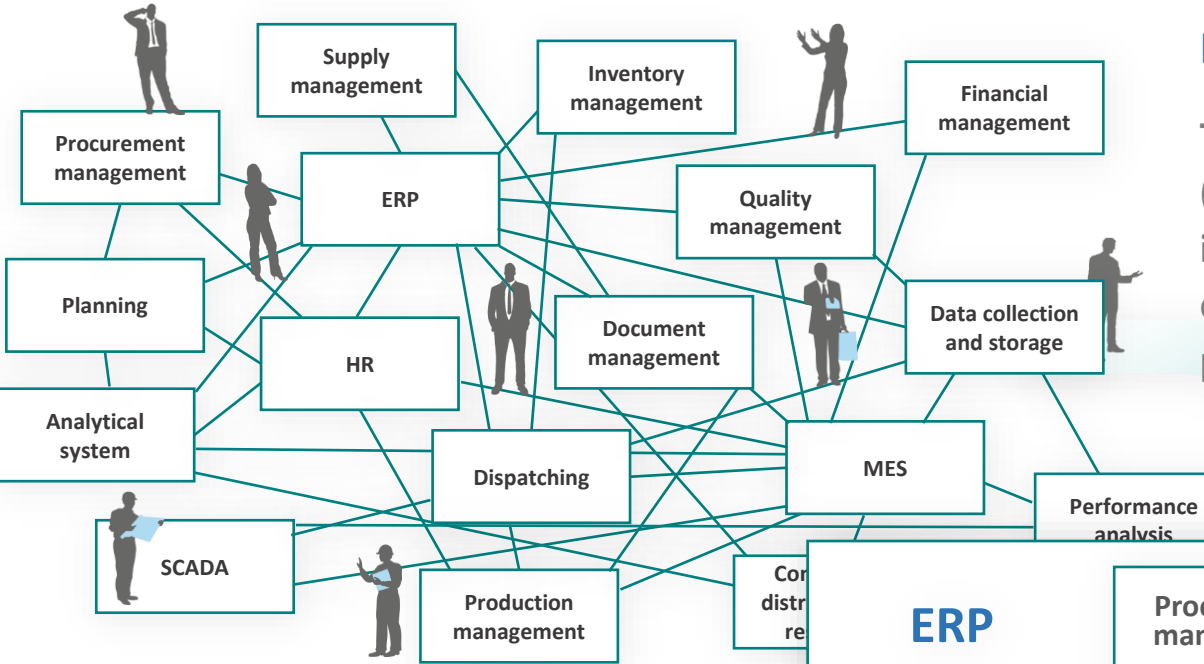 Supply
management
Inventory
management
Financial
management
Procurement
management
ERP
Quality
management
Planning
HR
Document
management
Data collection
and storage
Analytical
system
Dispatching
MES
Performance
analysis
SCADA
Production
management
ERP